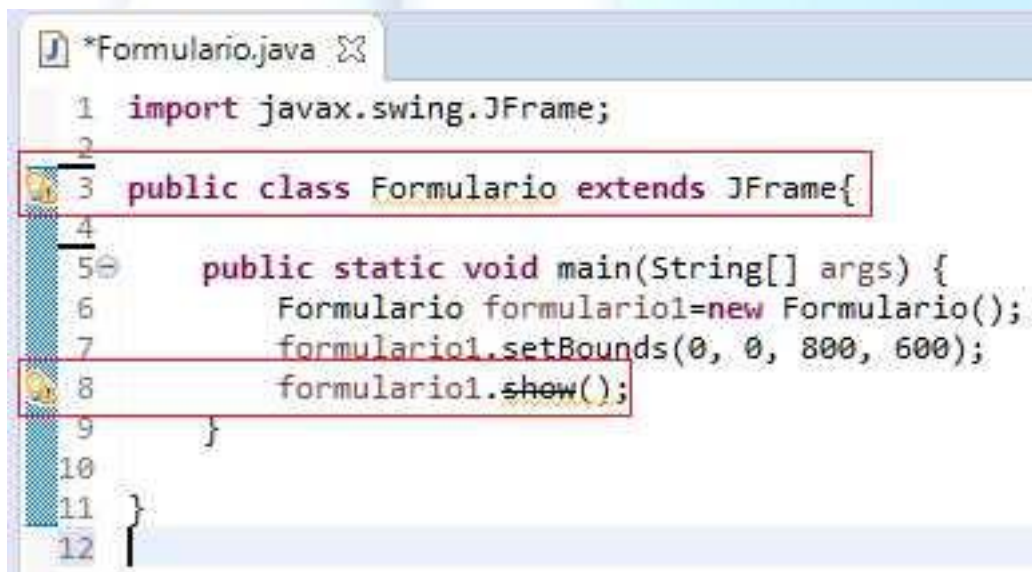 *Formulario.java
1 import javax.swing.JFrame;
2
3 public class Formulario extends JFrame{
4
5 public static void main(String[] args) {
6 Formulario formulario1=new Formulario();
7 formulario1.setBounds(0, 0, 800, 600);
8 formulario1.show();
9 }
10
11 }
12